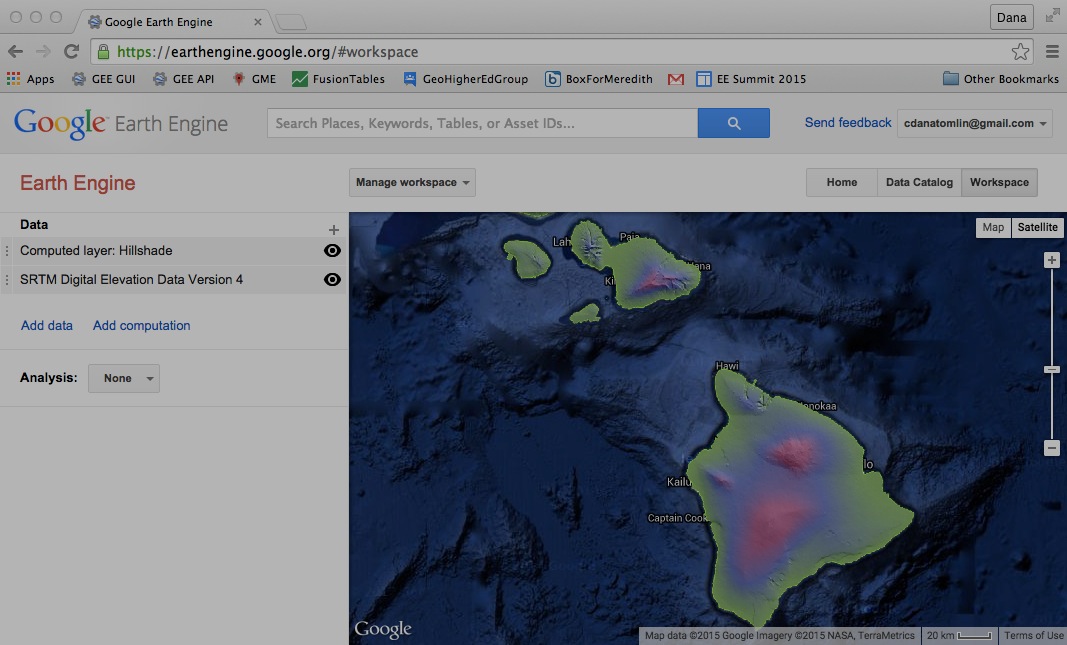 Google Earth Engine
Dana
https://earthengine.google.org/#workspace
Apps GEE GUI GEE API GME FusionTables GeoHigherEdGroup BoxForMeredith EE Summit 2015 Other Bookmarks
Google Earth Engine Search Places, Keywords, Tables, or Asset IDs... Send feedback cdanatomlin@gmail.com
Earth Engine Manage workspace Home Data Catalog Workspace
Data
Computed layer: Hillshade
SRTM Digital Elevation Data Version 4
Add data Add computation
Analysis: None
Map Satellite
Lah Paia
Ki ana
Hawi
onokaa
lo
Kailu
Captain Cook
Google
Map data ©2015 Google Imagery ©2015 NASA, TerraMetrics 20 km Terms of Use